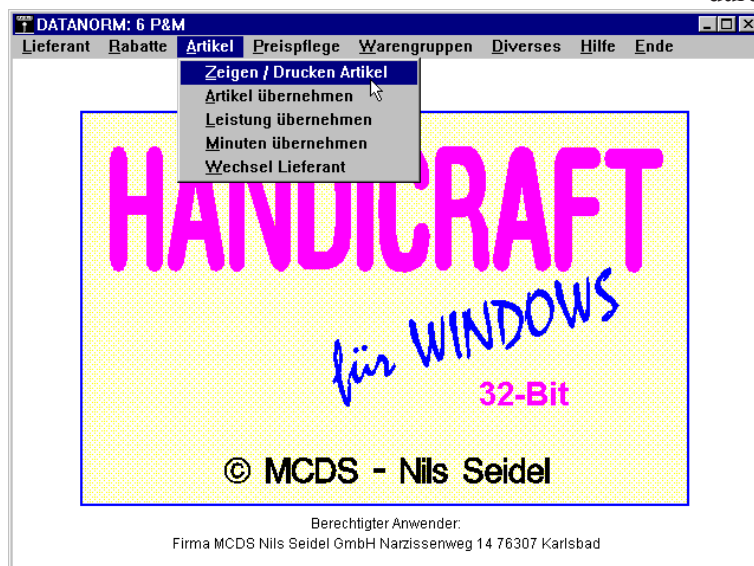 DATANORM: 6 P&M
Lieferant Rabatte Artikel Preispflege Warengruppen Diverses Hilfe Ende
Zeigen / Drucken Artikel
Artikel übernehmen
Leistung übernehmen
Minuten übernehmen
Wechsel Lieferant
HANDICRAFT
für WINDOWS
32-Bit
© MCDS - Nils Seidel
Berechtigter Anwender:
Firma MCDS Nils Seidel GmbH Narzissenweg 14 76307 Karlsbad